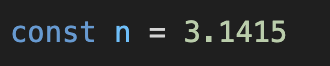 const n = 3.1415